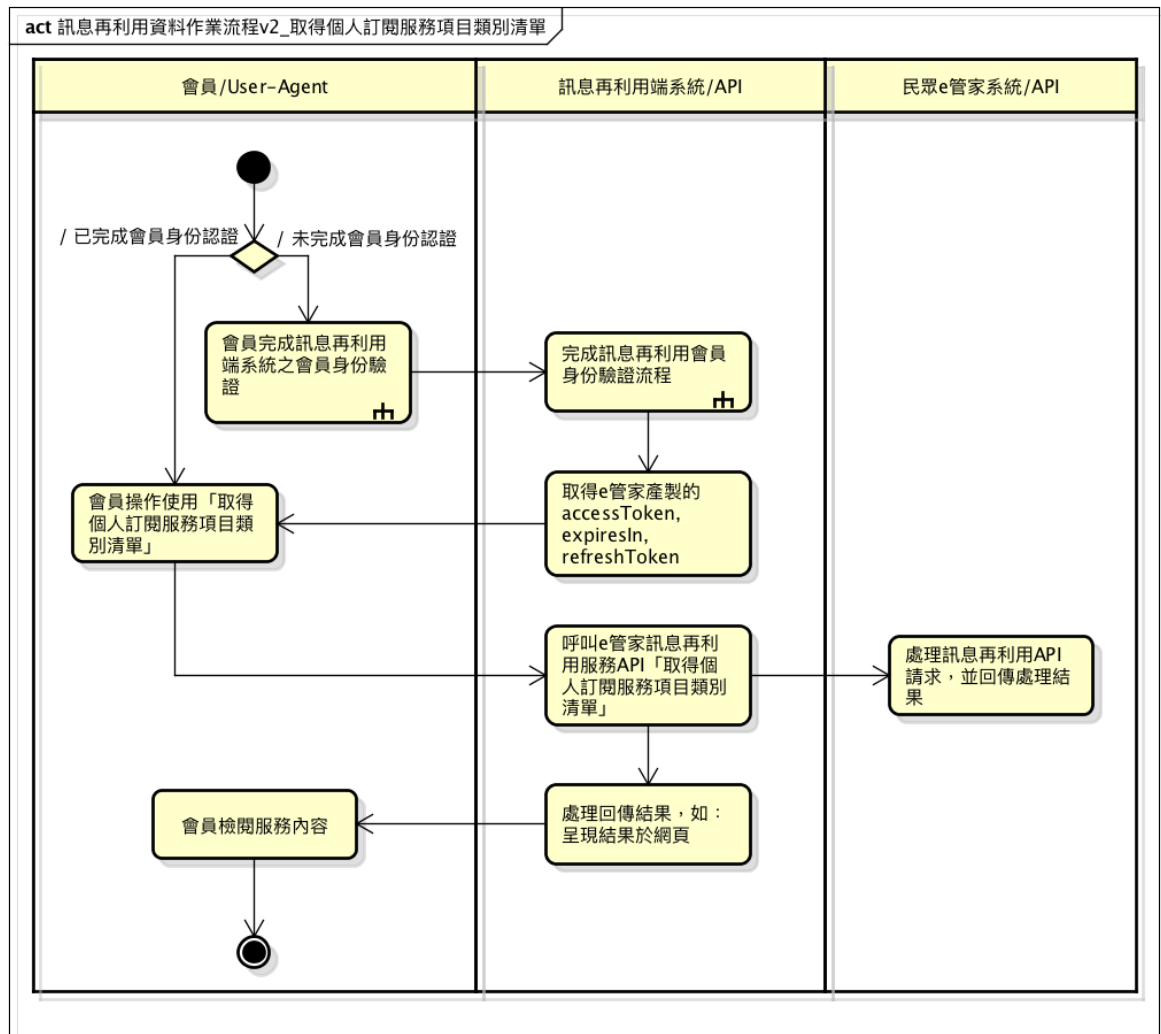 act 訊息再利用資料作業流程v2_取得個人訂閱服務項目類別清單
會員/User-Agent
訊息再利用端系統/API
民眾e管家系統/API
/ 已完成會員身份認證
/ 未完成會員身份認證
會員完成訊息再利用
端系統之會員身份驗
證
完成訊息再利用會員
身份驗證流程
會員操作使用「取得
個人訂閱服務項目類
別清單」
取得e管家產製的
accessToken,
expiresIn,
refreshToken
呼叫e管家訊息再利
用服務API「取得個
人訂閱服務項目類別
清單」
處理訊息再利用API
請求，並回傳處理結
果
會員檢閱服務內容
處理回傳結果，如：
呈現結果於網頁